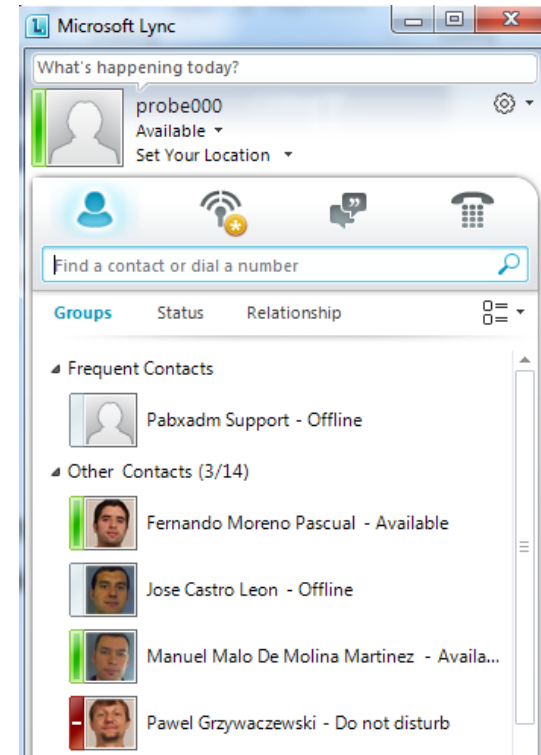 Microsoft Lync
What's happening today?
probe000
Available
Set Your Location
Find a contact or dial a number
Groups Status Relationship
Frequent Contacts
Pabxadm Support - Offline
Other Contacts (3/14)
Fernando Moreno Pascual - Available
Jose Castro Leon - Offline
Manuel Malo De Molina Martinez - Availa...
Pawel Grzywaczewski - Do not disturb